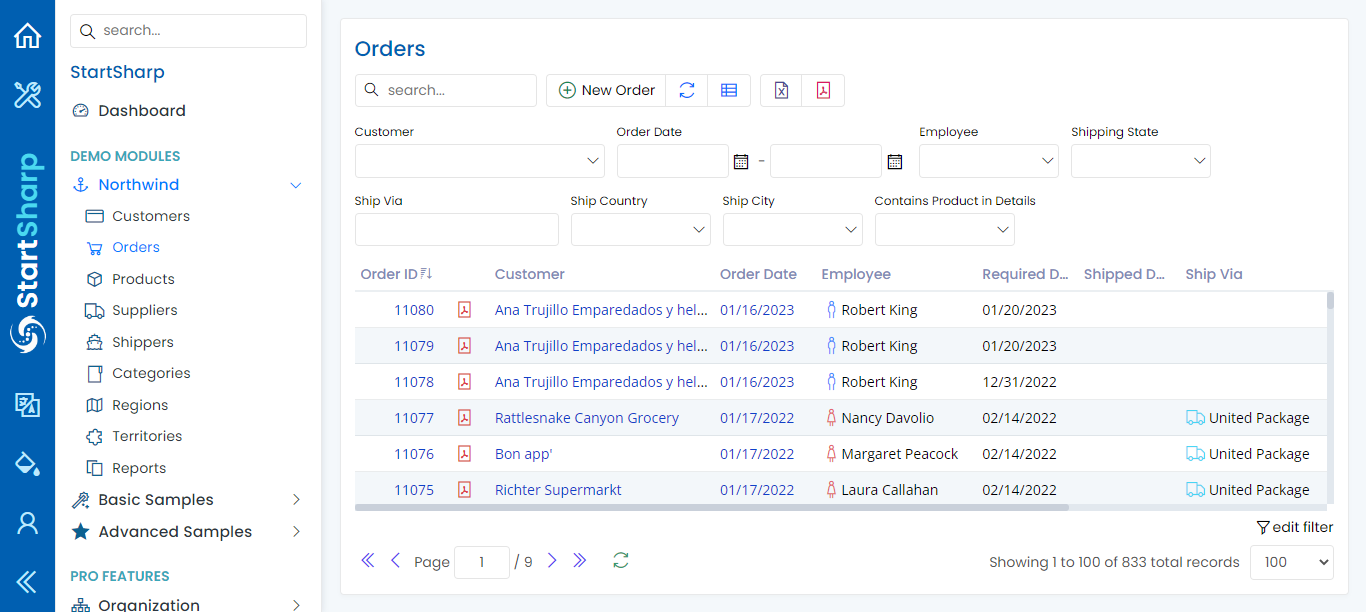 search...
StartSharp
Dashboard
DEMO MODULES
Northwind
Customers
Orders
Products
Suppliers
Shippers
Categories
Regions
Territories
Reports
Basic Samples
Advanced Samples
PRO FEATURES
Organization
StartSharp
Orders
search...
New Order
Customer
Order Date
Employee
Shipping State
-
Ship Via
Ship Country
Ship City
Contains Product in Details
Order ID Customer Order Date Employee Required D... Shipped D... Ship Via
11080 Ana Trujillo Emparedados y hel... 01/16/2023 Robert King 01/20/2023
11079 Ana Trujillo Emparedados y hel... 01/16/2023 Robert King 01/20/2023
11078 Ana Trujillo Emparedados y hel... 01/16/2023 Robert King 12/31/2022
11077 Rattlesnake Canyon Grocery 01/17/2022 Nancy Davolio 02/14/2022 United Package
11076 Bon app' 01/17/2022 Margaret Peacock 02/14/2022 United Package
11075 Richter Supermarkt 01/17/2022 Laura Callahan 02/14/2022 United Package
edit filter
Page 1 / 9
Showing 1 to 100 of 833 total records 100